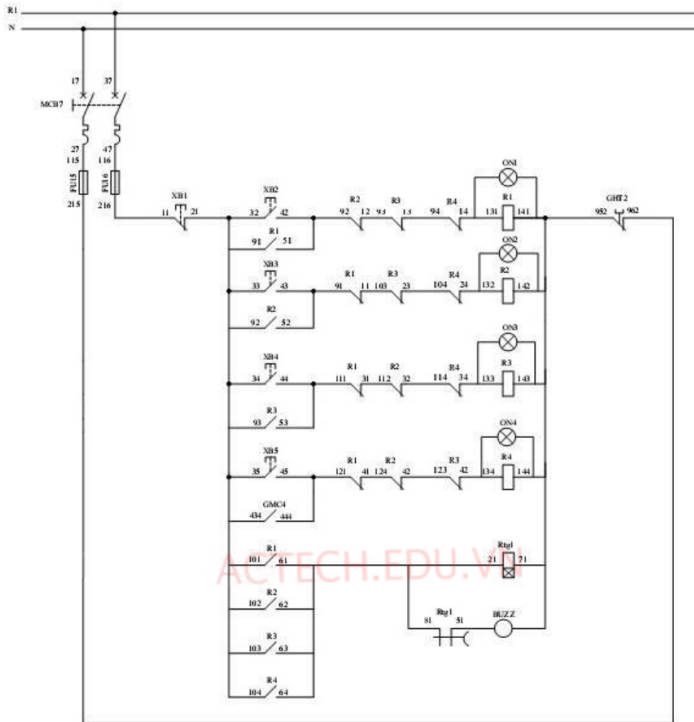 R1
N
17 37
MCB7
27 47
115 116
FU15 FU16
215 216
XB1
11 21
XB2 R2 R3 R4 ON1 R1 GHT2
32 42 92 12 93 13 94 14 131 141 952 962
R1
91 51
ON2
XB3 R1 R3 R4 R2
33 43 91 11 103 23 104 24 132 142
R2
92 52
ON3
XB4 R1 R2 R4 R3
34 44 111 31 112 32 114 34 133 143
R3
93 53
ON4
XB5 R1 R2 R3 R4
35 45 121 41 124 42 123 42 134 144
GMC4
434 444
ACTECH.EDU.VN
R1 Rtg1
101 61 21 71
R2 Rtg1 BUZZ
102 62 81 51
R3
103 63
R4
104 64